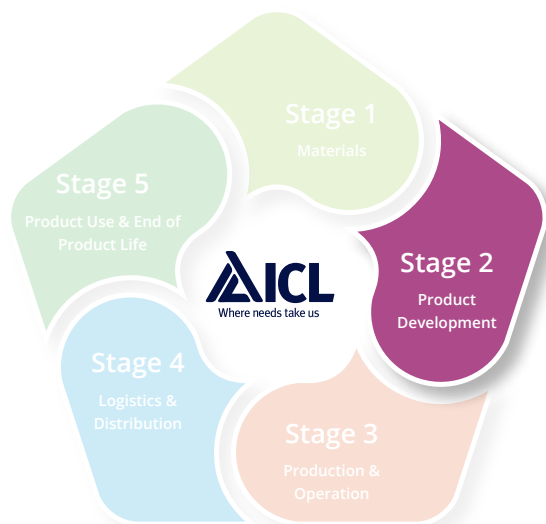 Stage 1
Materials
Stage 2
Product
Development
Stage 3
Production &
Operation
Stage 4
Logistics &
Distribution
Stage 5
Product Use & End of
Product Life
ICL
Where needs take us